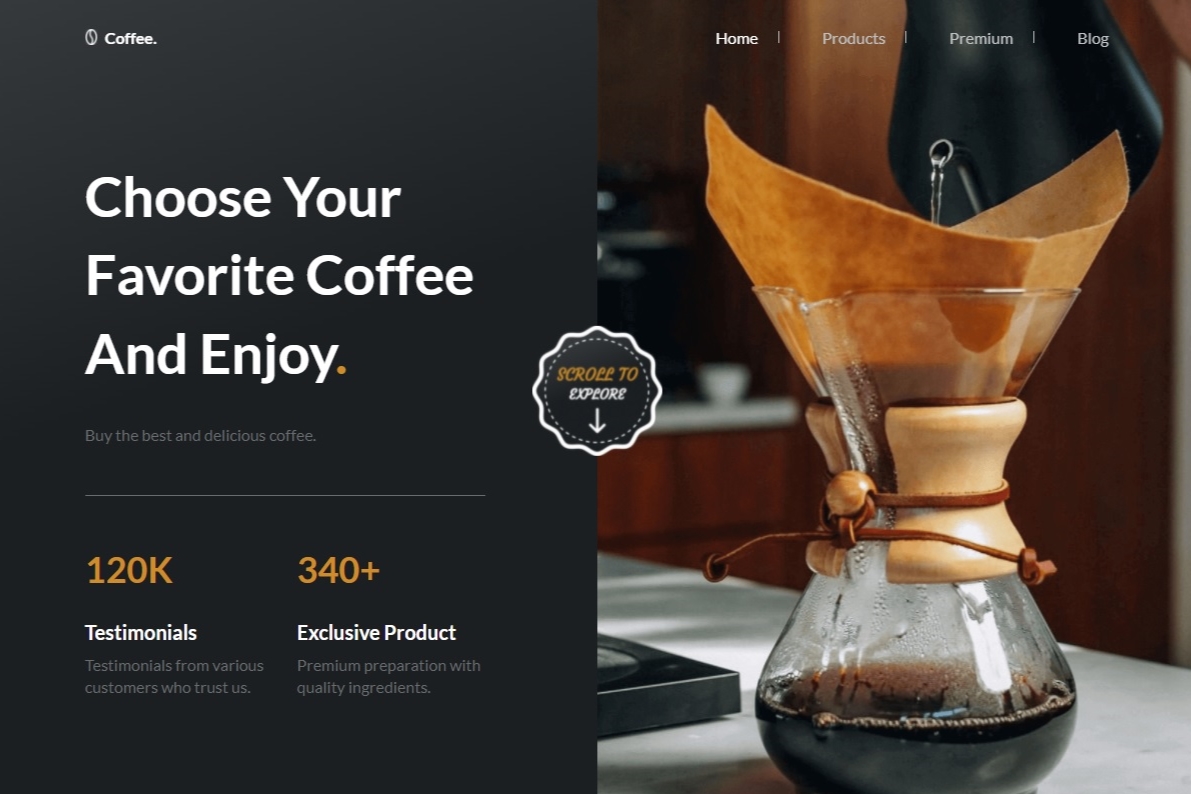 Coffee.
Home
Products
Premium
Blog
Choose Your
Favorite Coffee
And Enjoy.
Buy the best and delicious coffee.
SCROLL TO
EXPLORE
120K
340+
Testimonials
Exclusive Product
Testimonials from various
customers who trust us.
Premium preparation with
quality ingredients.